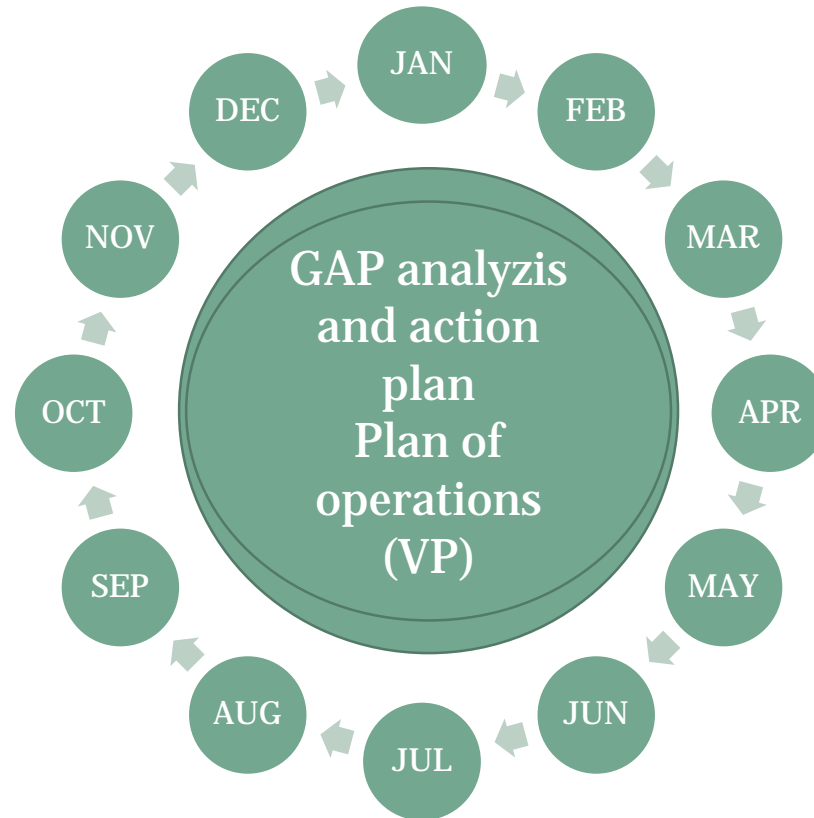 JAN
FEB
MAR
APR
MAY
JUN
JUL
AUG
SEP
OCT
NOV
DEC
GAP analyzis
and action
plan
Plan of
operations
(VP)